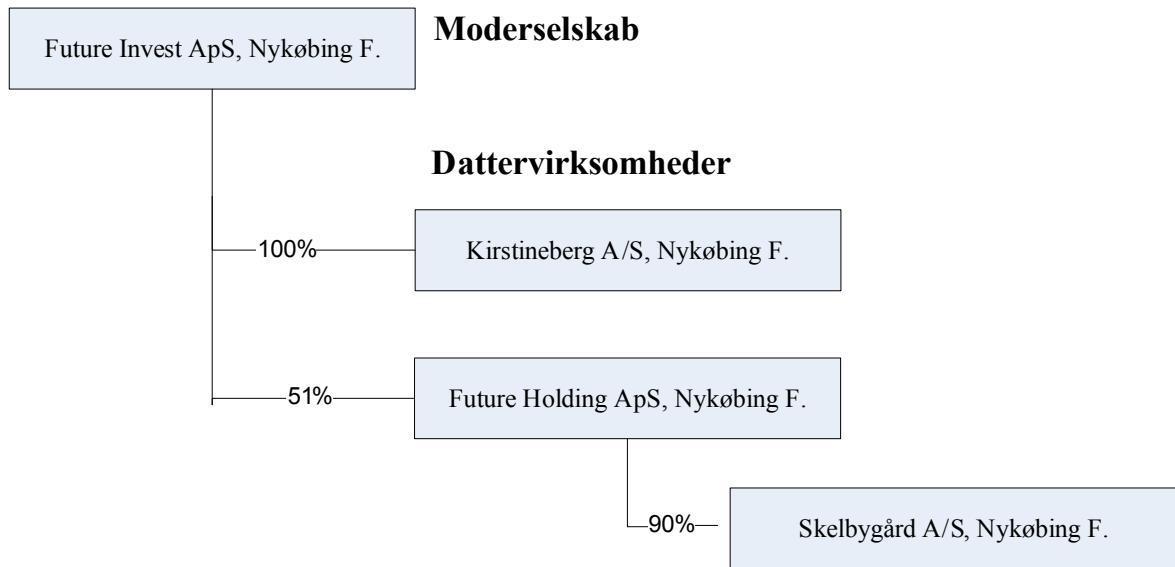 Future Invest ApS, Nykøbing F.
Moderselskab
Dattervirksomheder
100%
Kirstineberg A/S, Nykøbing F.
51%
Future Holding ApS, Nykøbing F.
90%
Skelbygård A/S, Nykøbing F.